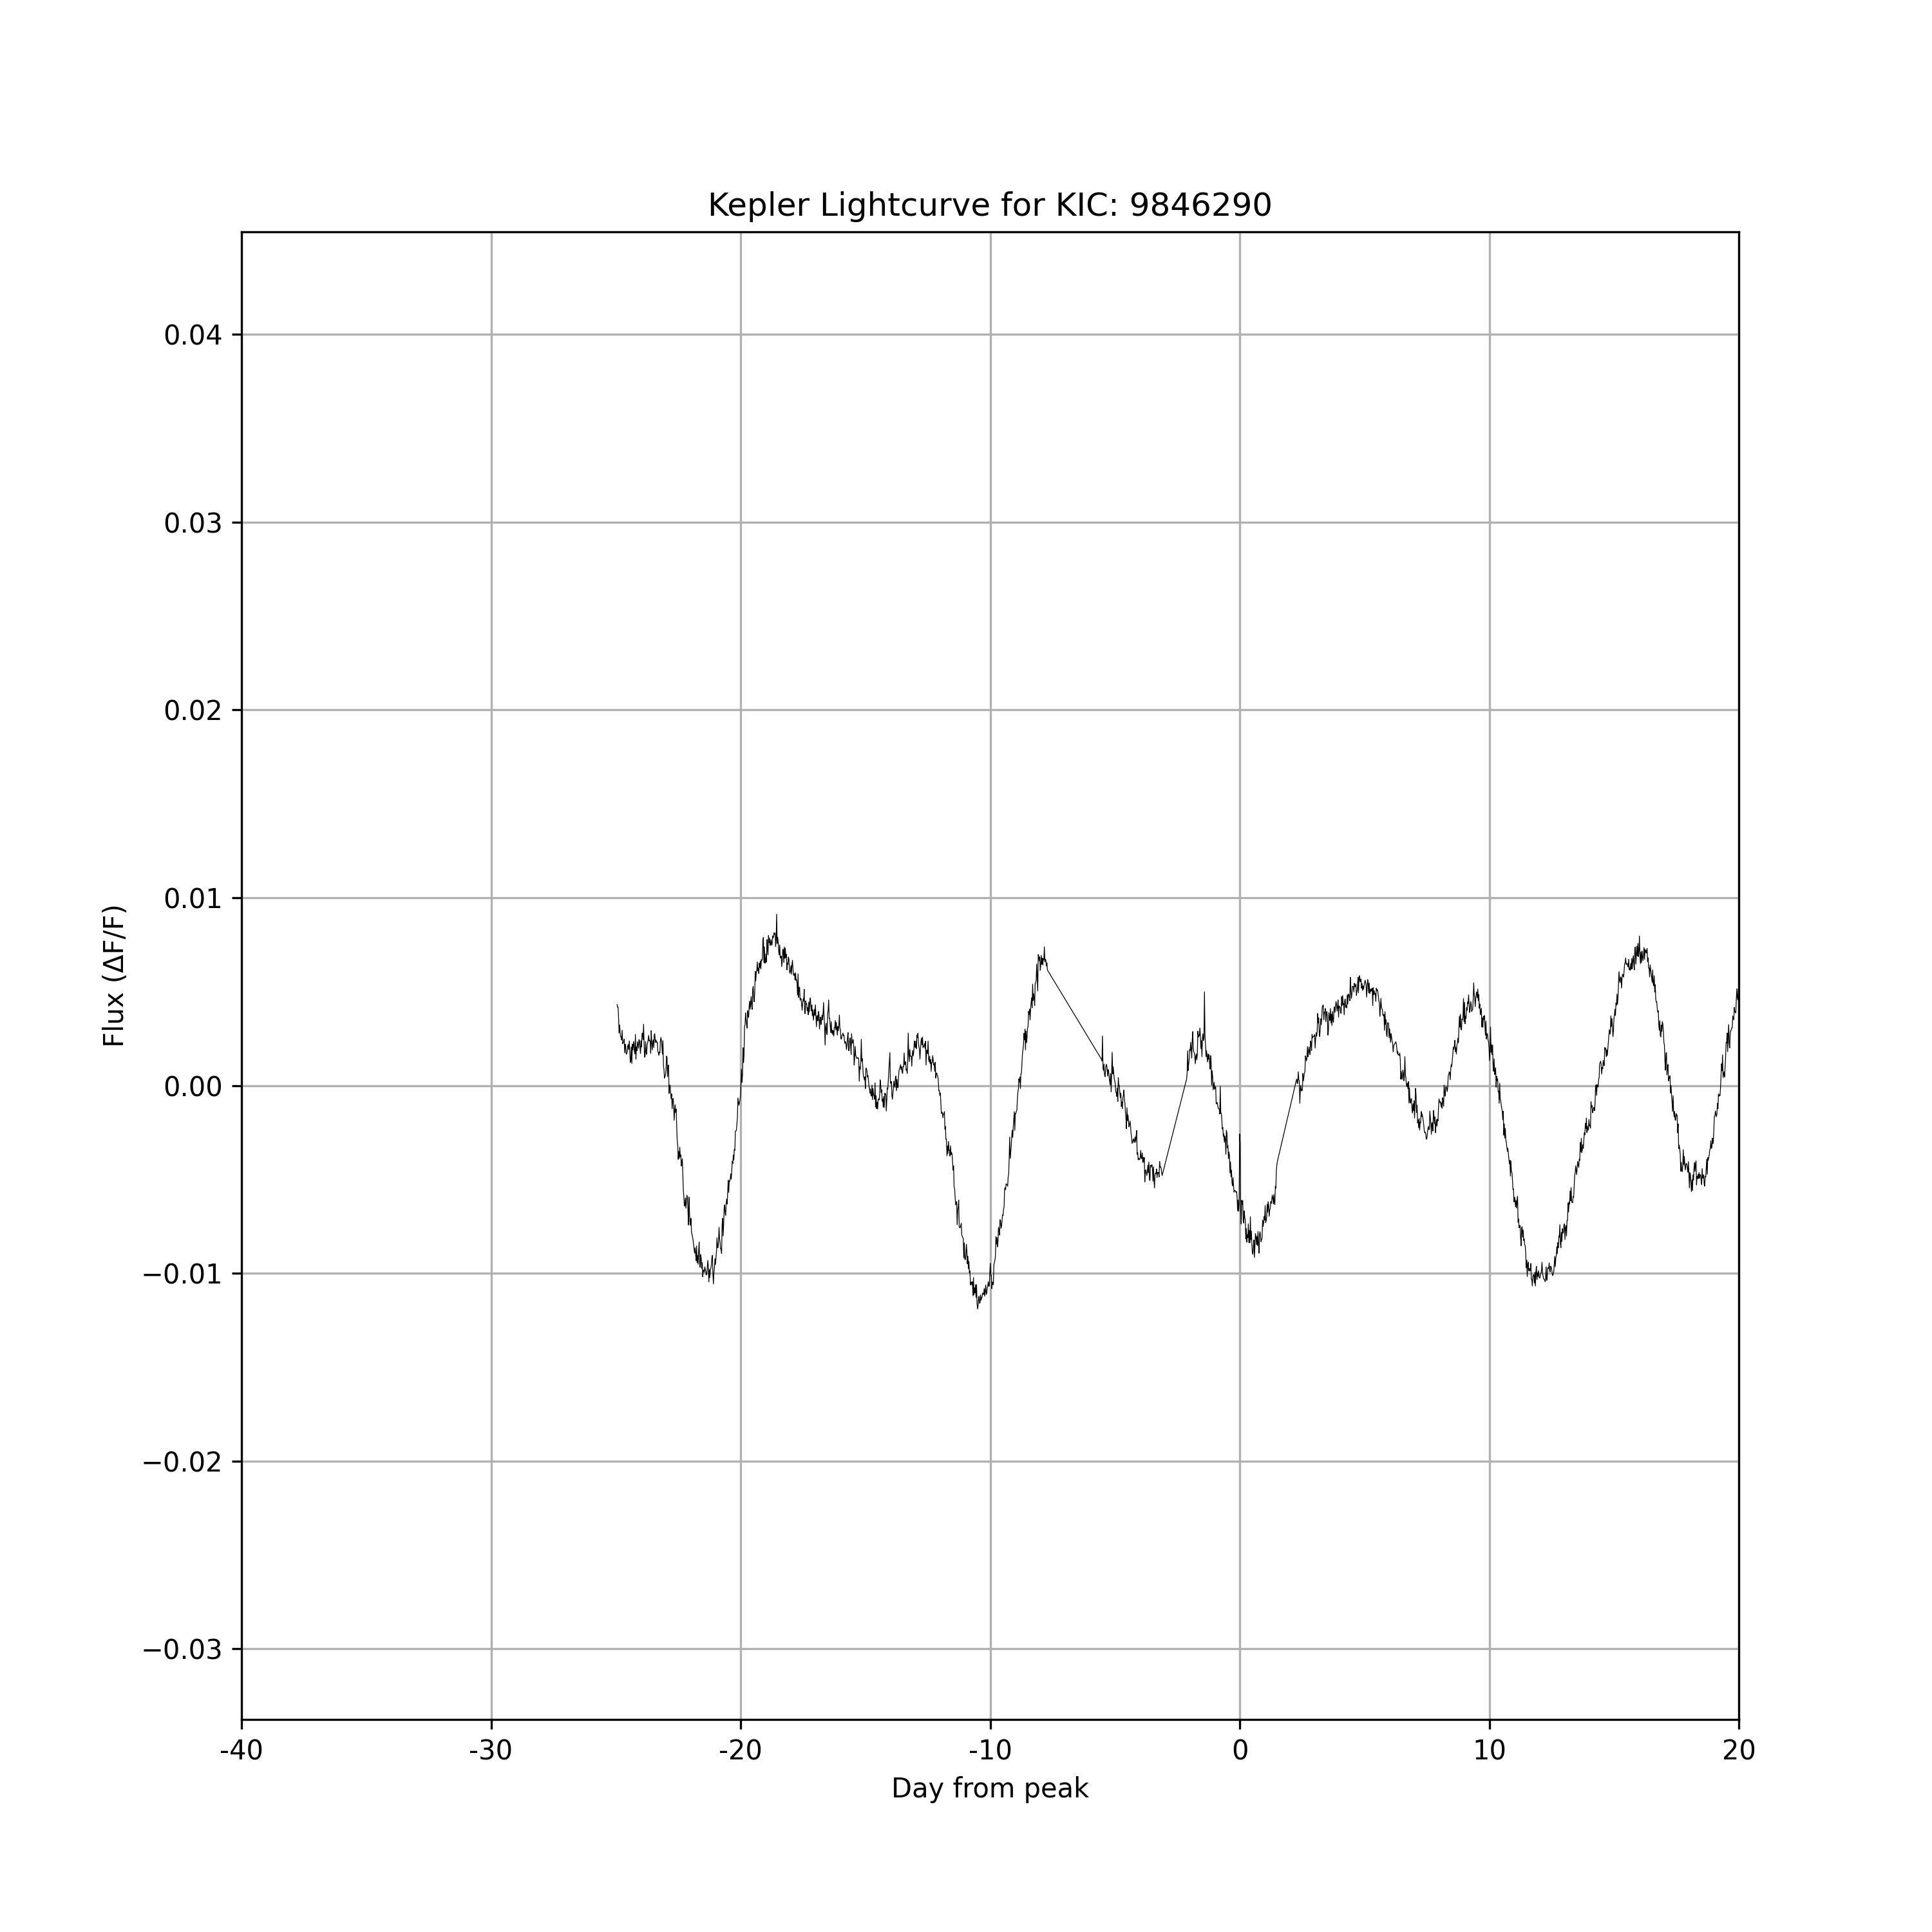 Kepler Lightcurve for KIC: 9846290
Flux (ΔF/F)
0.04
0.03
0.02
0.01
0.00
−0.01
−0.02
−0.03
-40 -30 -20 -10 0 10 20
Day from peak